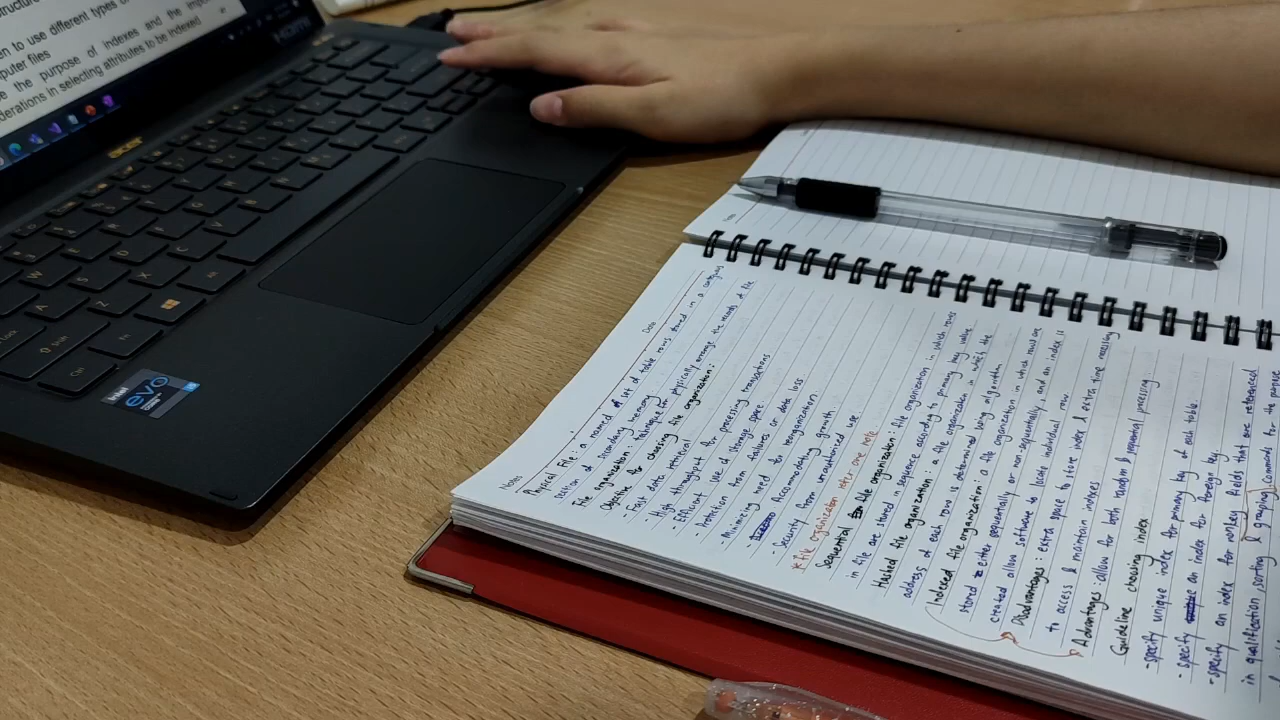 structure
en to use different types o
puter files
e the purpose of indexes and the impor
derations in selecting attributes to be indexed
acer
intel
evo
Notes
Date
Physical File: a named set of table rows stored in a contiguous
section of secondary memory
File organization: technique for physically arrange the records of file
Objective for choosing file organization:
- Fast data retrieval
- High throughput for processing transactions
- Efficient use of storage space
- Protection from failures or data loss
- Minimizing need for reorganization
- Accommodating growth
- Security from unauthorized use
* File organization
Sequential file organization: file organization in which rows
in file are stored in sequence according to primary key value
Hashed file organization: a file organization in which the
address of each row is determined using algorithm
Indexed file organization: a file organization in which rows are
stored either sequentially or non-sequentially, and an index is
created allow software to locate individual row
Disadvantages: extra space to store index & extra time necessary
to access & maintain indexes
Advantages: allow for both random & sequential processing
Guideline choosing index
- specify unique index for primary key of each table.
- specify an index for foreign key.
- specify an index for nonkey fields that are referenced
in qualification, sorting & grouping commands for the purpose